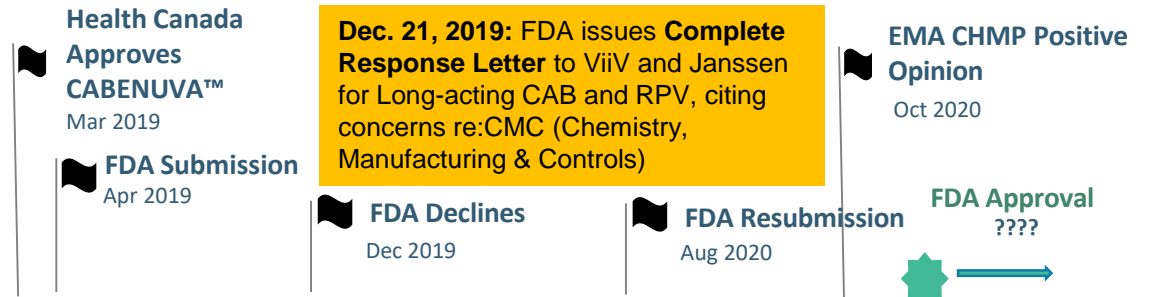 Health Canada
Approves
CABENUVA™
Mar 2019
FDA Submission
Apr 2019
Dec. 21, 2019: FDA issues Complete
Response Letter to ViiV and Janssen
for Long-acting CAB and RPV, citing
concerns re:CMC (Chemistry,
Manufacturing & Controls)
FDA Declines
Dec 2019
FDA Resubmission
Aug 2020
EMA CHMP Positive
Opinion
Oct 2020
FDA Approval
????